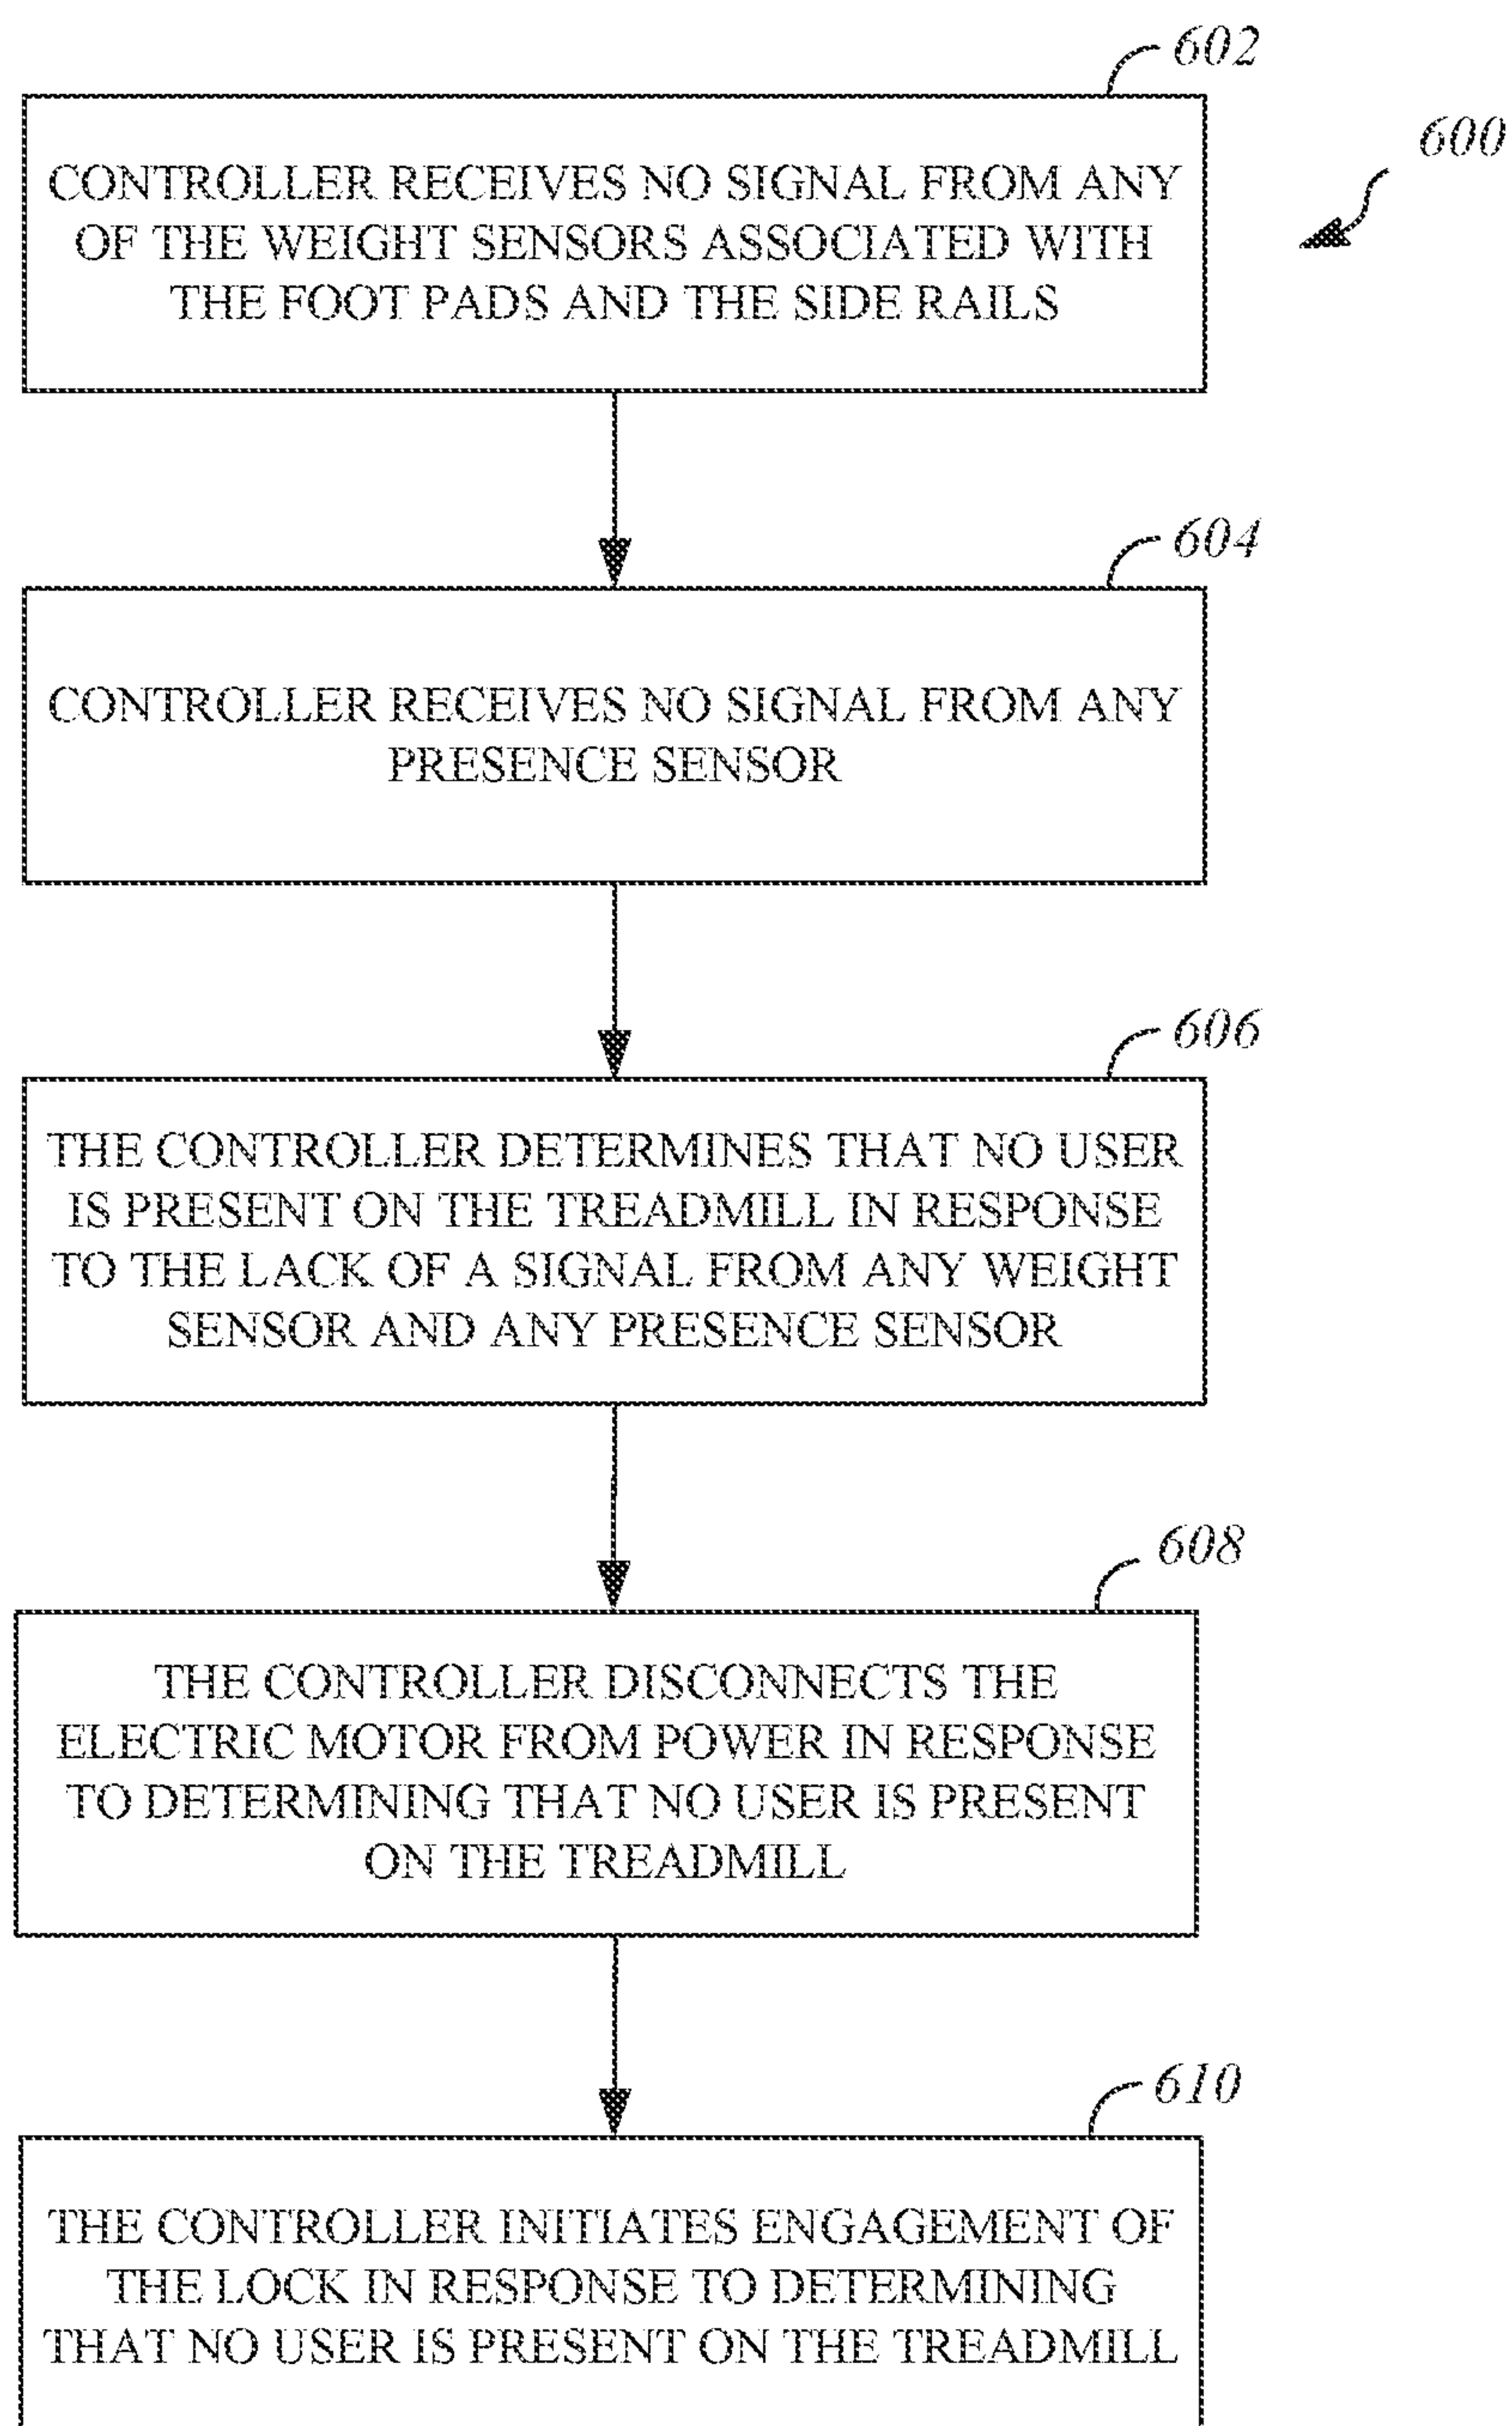 602
600
CONTROLLER RECEIVES NO SIGNAL FROM ANY
OF THE WEIGHT SENSORS ASSOCIATED WITH
THE FOOT PADS AND THE SIDE RAILS
604
CONTROLLER RECEIVES NO SIGNAL FROM ANY
PRESENCE SENSOR
606
THE CONTROLLER DETERMINES THAT NO USER
IS PRESENT ON THE TREADMILL IN RESPONSE
TO THE LACK OF A SIGNAL FROM ANY WEIGHT
SENSOR AND ANY PRESENCE SENSOR
608
THE CONTROLLER DISCONNECTS THE
ELECTRIC MOTOR FROM POWER IN RESPONSE
TO DETERMINING THAT NO USER IS PRESENT
ON THE TREADMILL
610
THE CONTROLLER INITIATES ENGAGEMENT OF
THE LOCK IN RESPONSE TO DETERMINING
THAT NO USER IS PRESENT ON THE TREADMILL